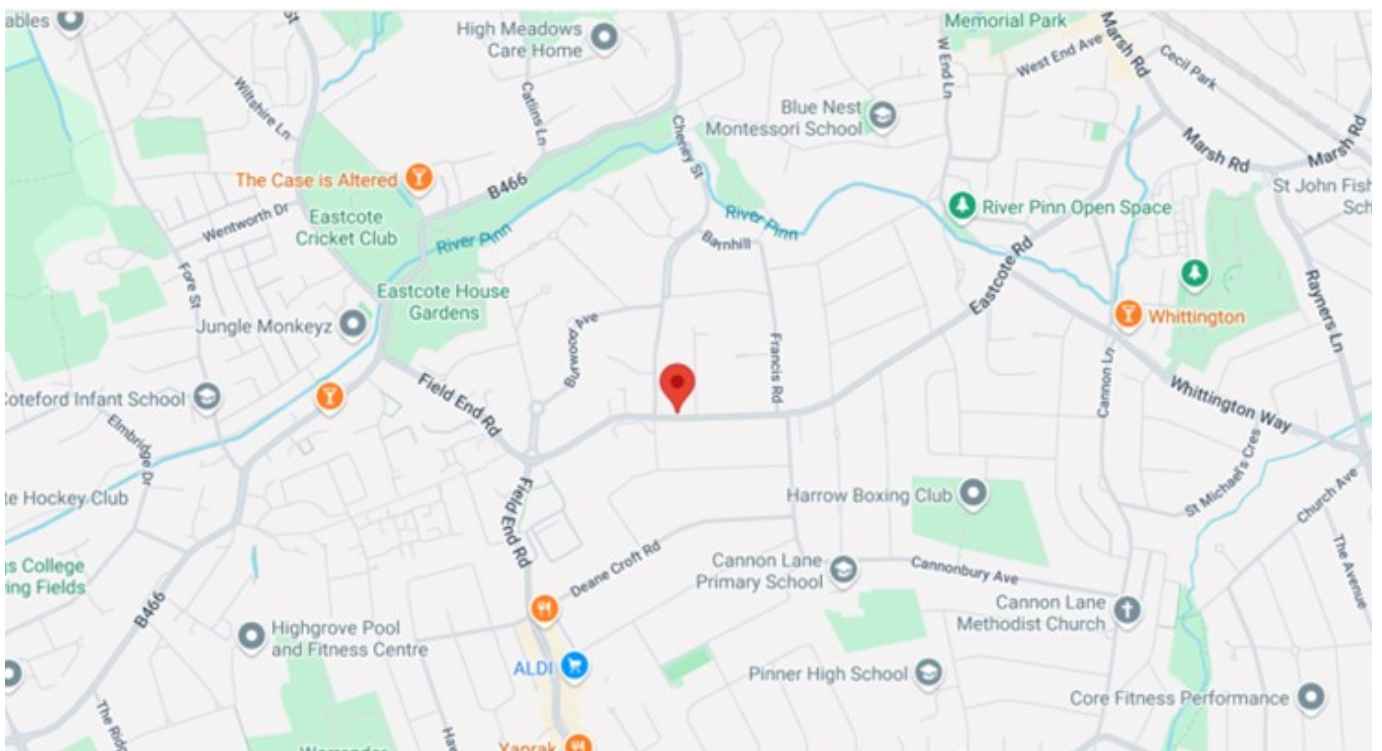 ables
St
High Meadows
Care Home
Memorial Park
Marsh Rd
W End Ln
West End Ave
Cecil Park
Wiltshire Ln
Catlins Ln
Cheney St
Blue Nest
Montessori School
Marsh Rd
Marsh Rd
The Case is Altered
B466
St John Fish
Sch
Wentworth Dr
Eastcote
Cricket Club
River Pinn
River Pinn
River Pinn Open Space
Barnhill
Eastcote Rd
Fore St
Eastcote House
Gardens
Rayners Ln
Jungle Monkeyz
Burwood Ave
Francis Rd
Whittington
Coteford Infant School
Field End Rd
Cannon Ln
Whittington Way
Elmbridge Dr
te Hockey Club
Field End Rd
Harrow Boxing Club
St Michael's Cres
Church Ave
gs College
ing Fields
Deane Croft Rd
Cannon Lane
Primary School
Cannonbury Ave
The Avenue
B466
Cannon Lane
Methodist Church
Highgrove Pool
and Fitness Centre
ALDI
Pinner High School
Core Fitness Performance
The Ridg
Hav
Warrender
Yaprak